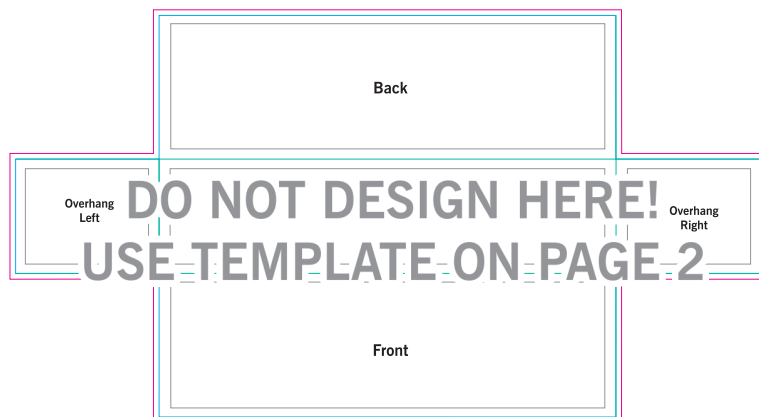 Back
Overhang
Left
DO NOT DESIGN HERE!
Overhang
Right
USE TEMPLATE ON PAGE 2
Front